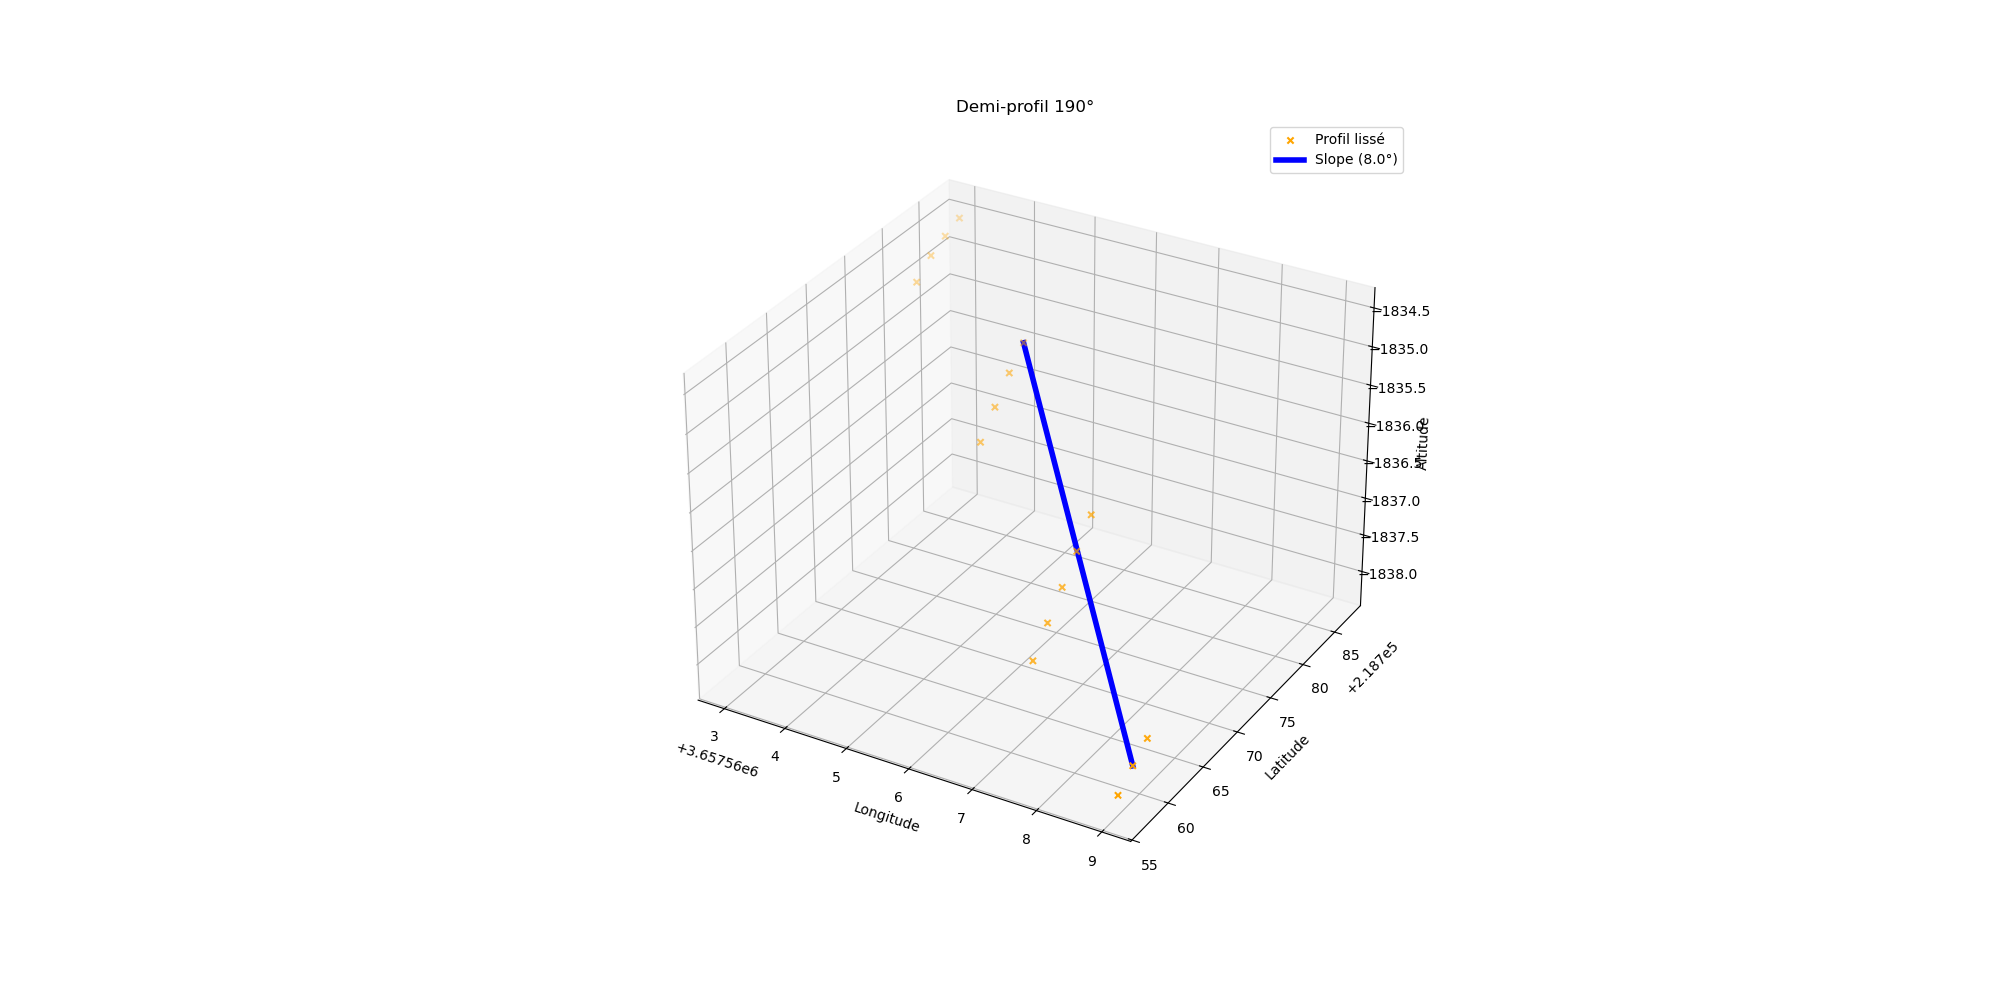 Demi-profil 190°
Profil lissé
Slope (8.0°)
−1834.5
−1835.0
−1835.5
−1836.0
−1836.5
−1837.0
−1837.5
−1838.0
Altitude
85
80
75
70
65
60
55
+2.187e5
Latitude
3
4
5
6
7
8
9
+3.65756e6
Longitude